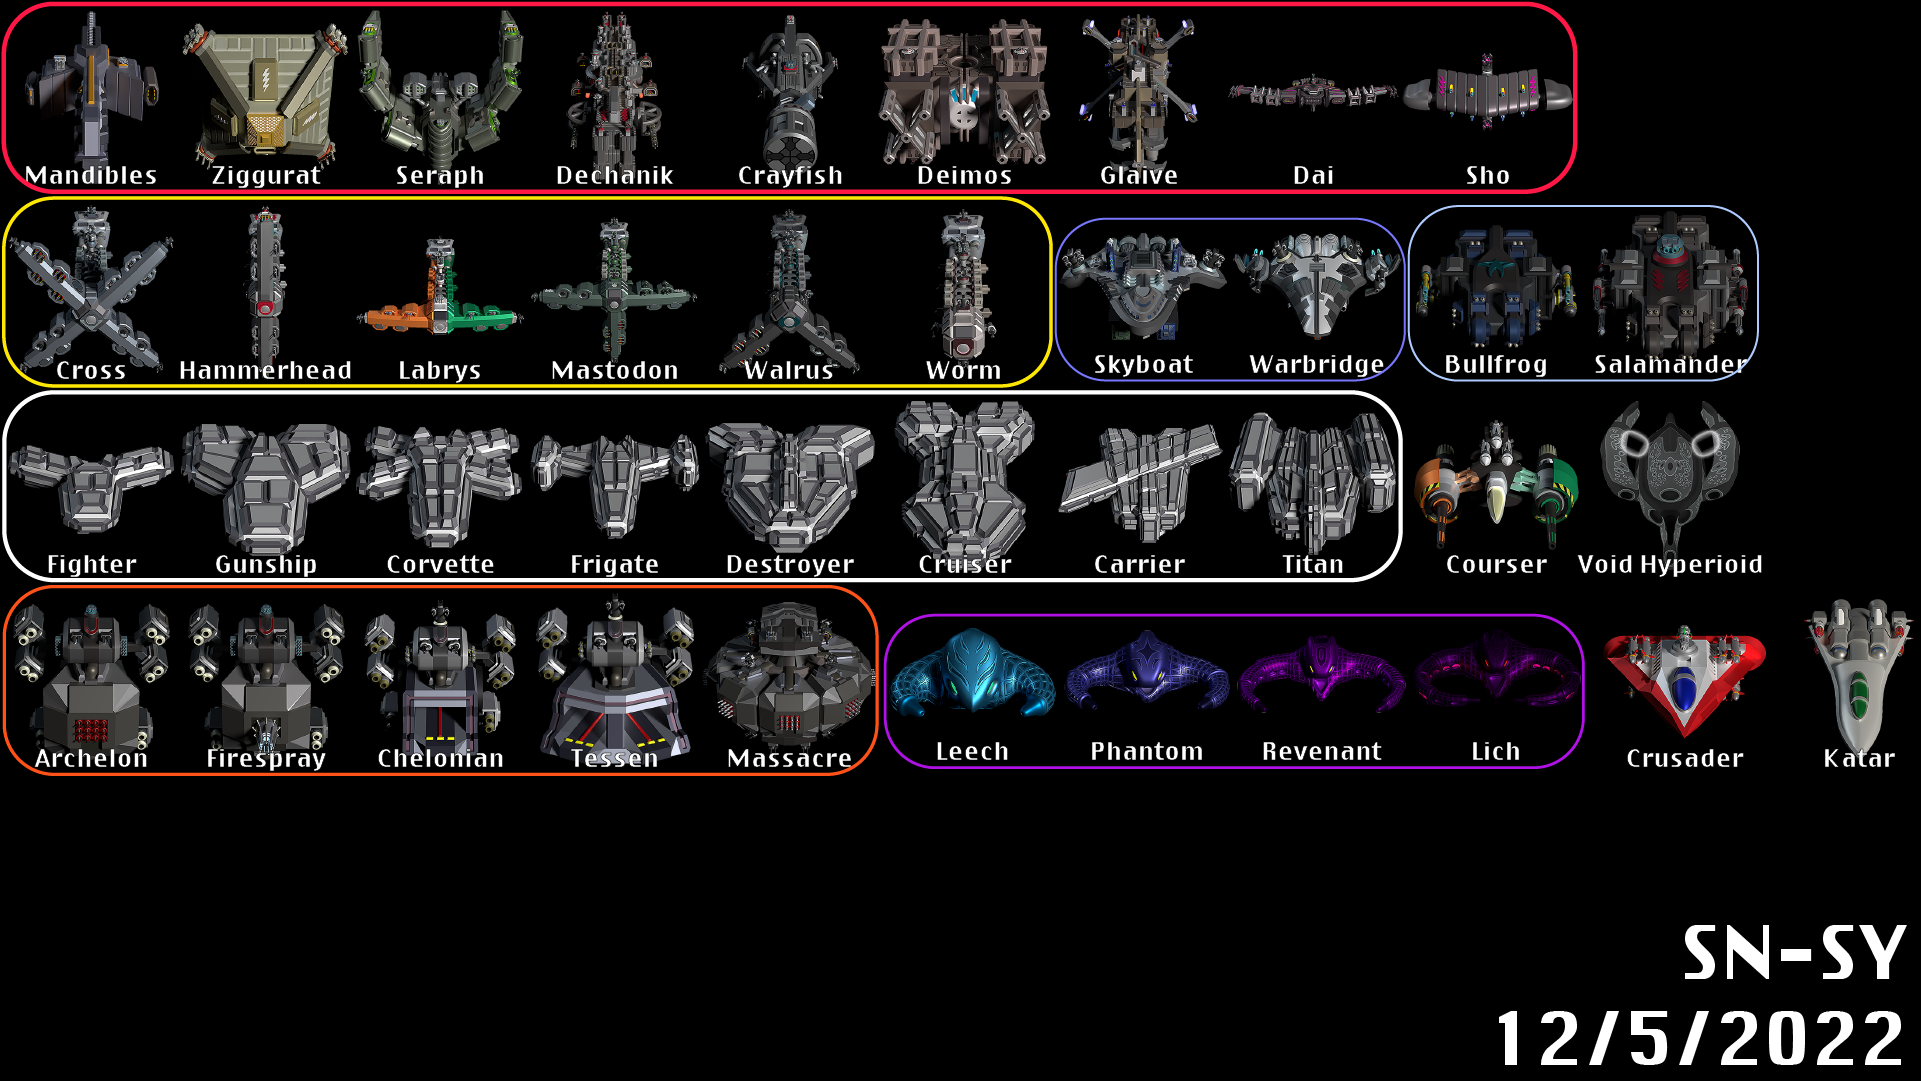 Mandibles Ziggurat Seraph Dechanik Crayfish Deimos Glaive Dai Sho
Cross Hammerhead Labrys Mastodon Walrus Worm Skyboat Warbridge Bullfrog Salamander
Fighter Gunship Corvette Frigate Destroyer Cruiser Carrier Titan Courser Void Hyperioid
Archelon Firespray Chelonian Tessen Massacre Leech Phantom Revenant Lich Crusader Katar
SN-SY
12/5/2022